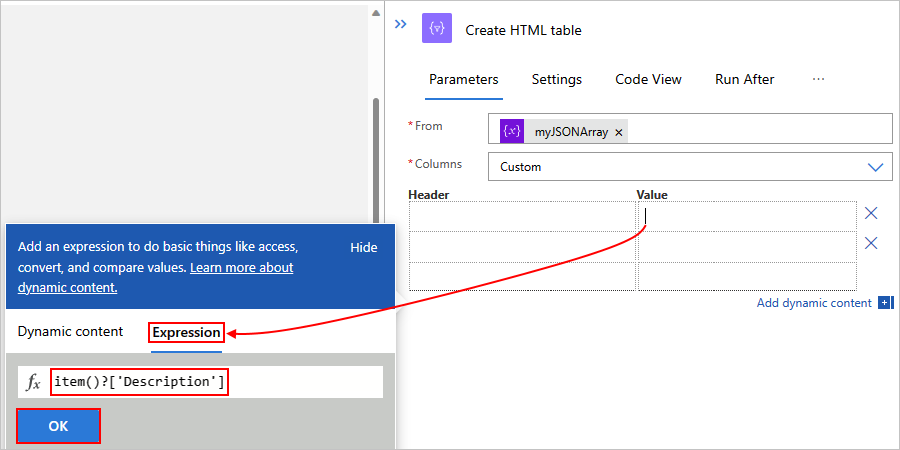 Create HTML table
Parameters Settings Code View Run After ...
*From {x} myJSONArray ×
*Columns Custom
Header Value
Add dynamic content
Add an expression to do basic things like access,
convert, and compare values. Learn more about
dynamic content.
Hide
Dynamic content Expression
fx item()?['Description']
OK